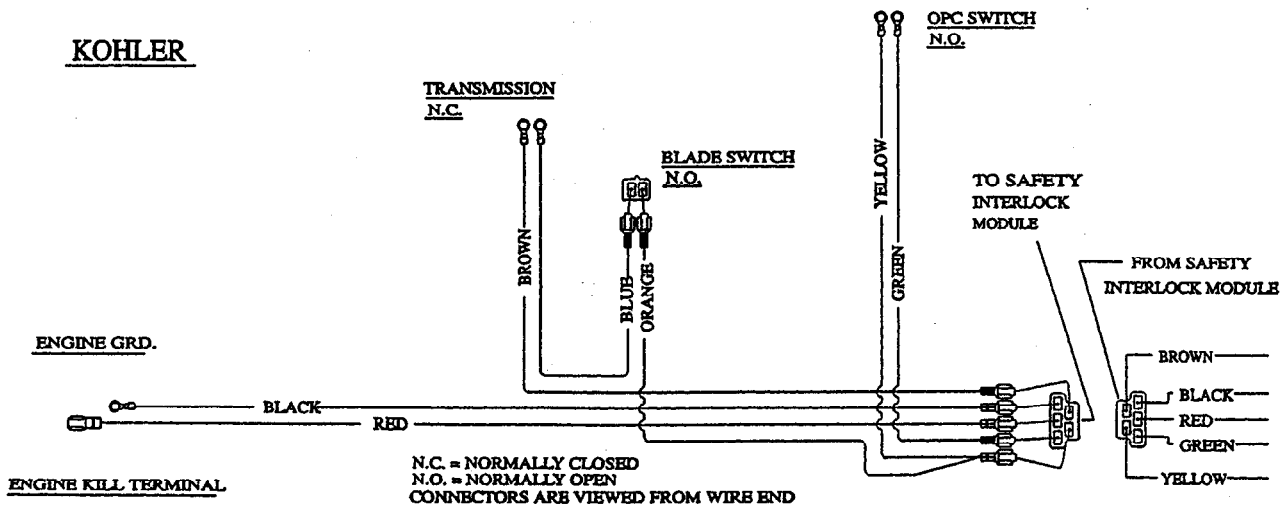 KOHLER
OPC SWITCH
N.O.
TRANSMISSION
N.C.
BLADE SWITCH
N.O.
YELLOW
TO SAFETY
INTERLOCK
MODULE
BROWN
BLUE
ORANGE
GREEN
FROM SAFETY
INTERLOCK MODULE
ENGINE GRD.
BROWN
BLACK
BLACK
RED
RED
GREEN
YELLOW
N.C. = NORMALLY CLOSED
N.O. = NORMALLY OPEN
CONNECTORS ARE VIEWED FROM WIRE END
ENGINE KILL TERMINAL